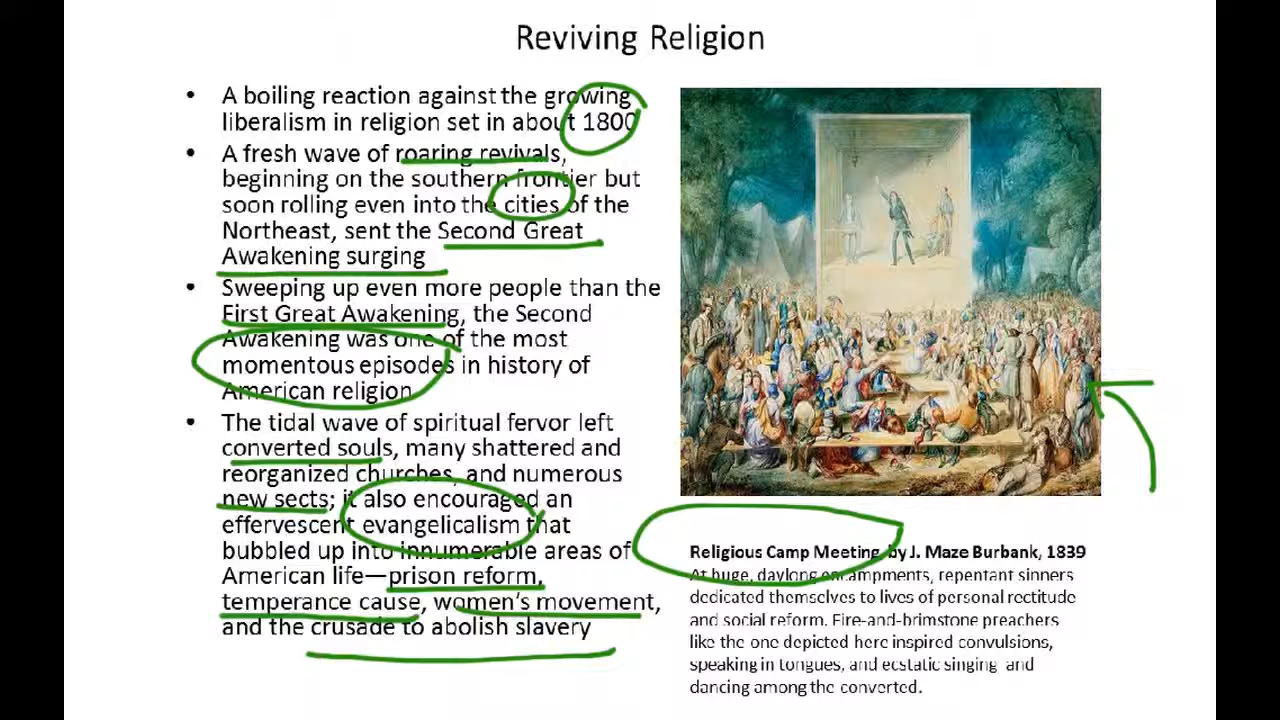 Reviving Religion
• A boiling reaction against the growing
liberalism in religion set in about 1800
• A fresh wave of roaring revivals,
beginning on the southern frontier but
soon rolling even into the cities of the
Northeast, sent the Second Great
Awakening surging
• Sweeping up even more people than the
First Great Awakening, the Second
Awakening was one of the most
momentous episodes in history of
American religion
• The tidal wave of spiritual fervor left
converted souls, many shattered and
reorganized churches, and numerous
new sects; it also encouraged an
effervescent evangelicalism that
bubbled up into innumerable areas of
American life—prison reform,
temperance cause, women's movement,
and the crusade to abolish slavery
Religious Camp Meeting, by J. Maze Burbank, 1839
At huge, daylong encampments, repentant sinners
dedicated themselves to lives of personal rectitude
and social reform. Fire-and-brimstone preachers
like the one depicted here inspired convulsions,
speaking in tongues, and ecstatic singing and
dancing among the converted.